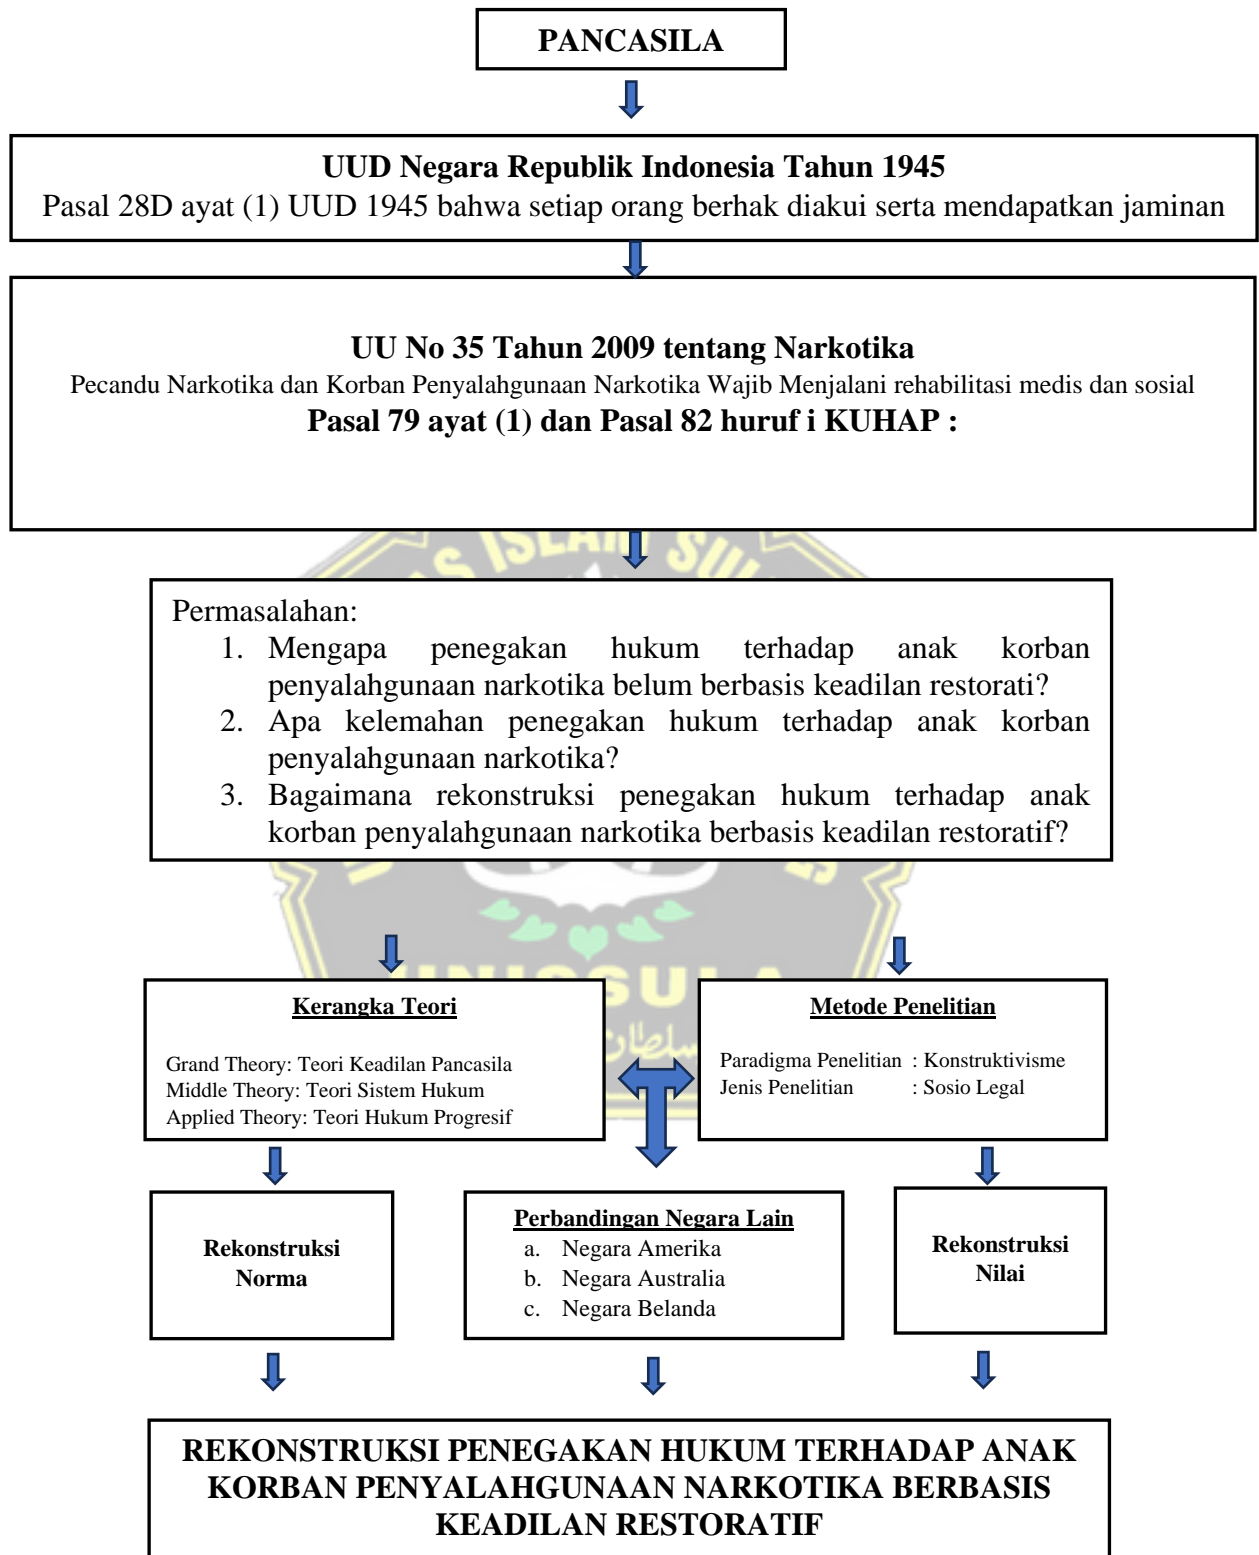 PANCASILA
UUD Negara Republik Indonesia Tahun 1945
Pasal 28D ayat (1) UUD 1945 bahwa setiap orang berhak diakui serta mendapatkan jaminan
UU No 35 Tahun 2009 tentang Narkotika
Pecandu Narkotika dan Korban Penyalahgunaan Narkotika Wajib Menjalani rehabilitasi medis dan sosial
Pasal 79 ayat (1) dan Pasal 82 huruf i KUHAP :
ISLAM
Permasalahan:
1. Mengapa penegakan hukum terhadap anak korban
penyalahgunaan narkotika belum berbasis keadilan restorati?
2. Apa kelemahan penegakan hukum terhadap anak korban
penyalahgunaan narkotika?
3. Bagaimana rekonstruksi penegakan hukum terhadap anak
korban penyalahgunaan narkotika berbasis keadilan restoratif?
UNISSULA
Kerangka Teori
Grand Theory: Teori Keadilan Pancasila
Middle Theory: Teori Sistem Hukum
Applied Theory: Teori Hukum Progresif
Metode Penelitian
Paradigma Penelitian : Konstruktivisme
Jenis Penelitian : Sosio Legal
Rekonstruksi
Norma
Perbandingan Negara Lain
a. Negara Amerika
b. Negara Australia
c. Negara Belanda
Rekonstruksi
Nilai
REKONSTRUKSI PENEGAKAN HUKUM TERHADAP ANAK
KORBAN PENYALAHGUNAAN NARKOTIKA BERBASIS
KEADILAN RESTORATIF